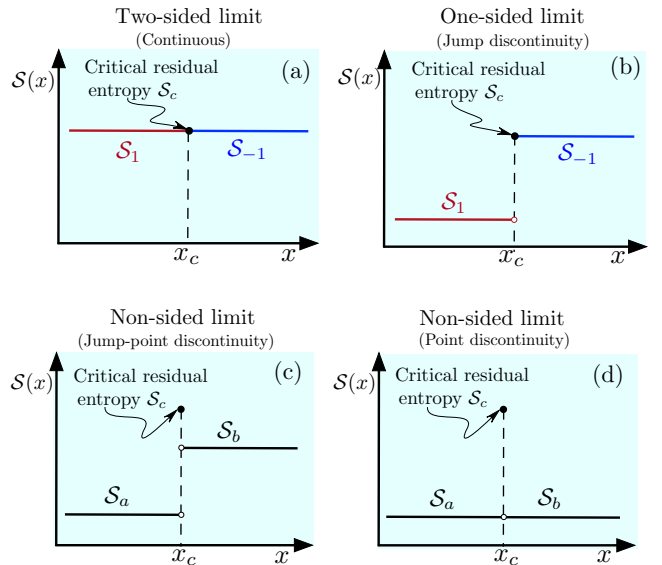 Two-sided limit
(Continuous)
𝒮(x)
Critical residual
entropy 𝒮_c
(a)
𝒮_1
𝒮_{-1}
x_c
x
One-sided limit
(Jump discontinuity)
𝒮(x)
Critical residual
entropy 𝒮_c
(b)
𝒮_{-1}
𝒮_1
x_c
x
Non-sided limit
(Jump-point discontinuity)
𝒮(x)
Critical residual
entropy 𝒮_c
(c)
𝒮_b
𝒮_a
x_c
x
Non-sided limit
(Point discontinuity)
𝒮(x)
Critical residual
entropy 𝒮_c
(d)
𝒮_a
𝒮_b
x_c
x